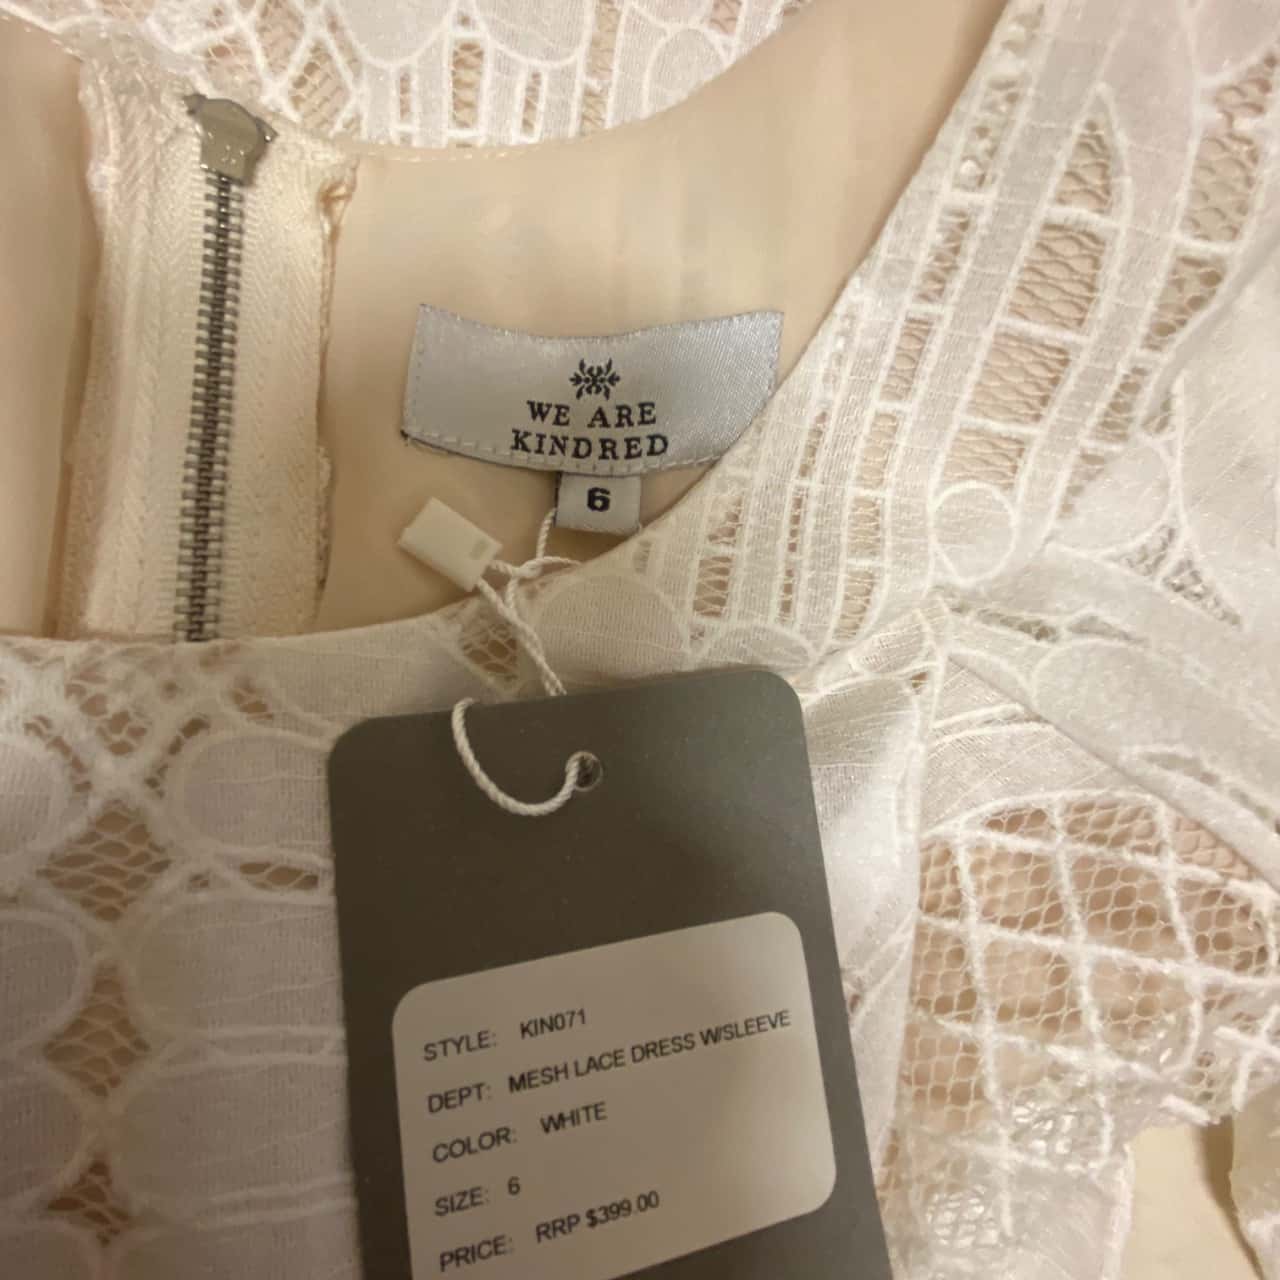 WE ARE
KINDRED
6
STYLE: KIN071
DEPT: MESH LACE DRESS W/SLEEVE
COLOR: WHITE
SIZE: 6
PRICE: RRP $399.00